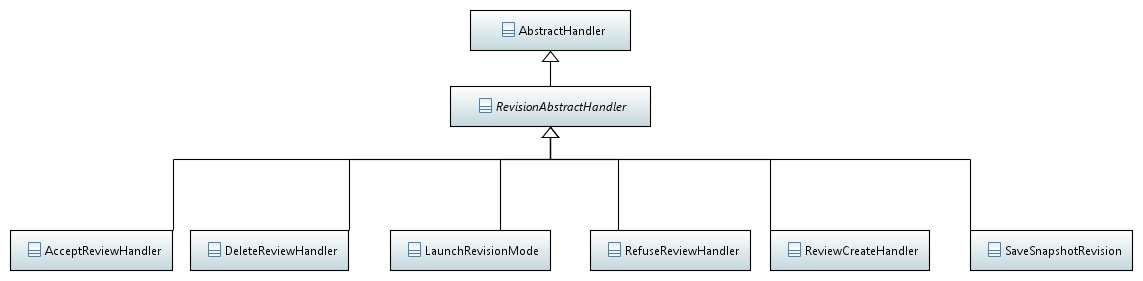 AbstractHandler
RevisionAbstractHandler
AcceptReviewHandler
DeleteReviewHandler
LaunchRevisionMode
RefuseReviewHandler
ReviewCreateHandler
SaveSnapshotRevision